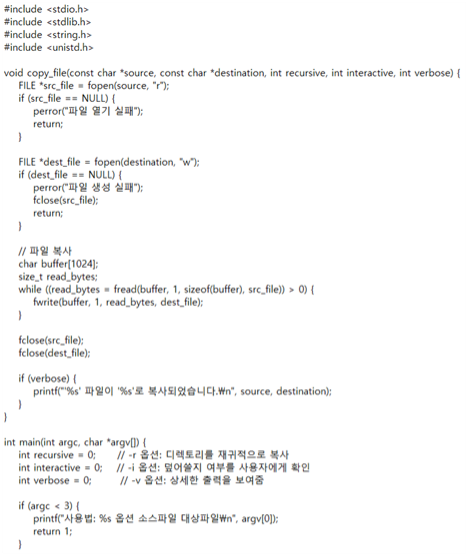 #include <stdio.h>
#include <stdlib.h>
#include <string.h>
#include <unistd.h>
void copy_file(const char *source, const char *destination, int recursive, int interactive, int verbose) {
FILE *src_file = fopen(source, "r");
if (src_file == NULL) {
perror("파일 열기 실패");
return;
}
FILE *dest_file = fopen(destination, "w");
if (dest_file == NULL) {
perror("파일 생성 실패");
fclose(src_file);
return;
}
// 파일 복사
char buffer[1024];
size_t read_bytes;
while ((read_bytes = fread(buffer, 1, sizeof(buffer), src_file)) > 0) {
fwrite(buffer, 1, read_bytes, dest_file);
}
fclose(src_file);
fclose(dest_file);
if (verbose) {
printf("'%s' 파일이 '%s'로 복사되었습니다.₩n", source, destination);
}
}
int main(int argc, char *argv[]) {
int recursive = 0; // -r 옵션: 디렉토리를 재귀적으로 복사
int interactive = 0; // -i 옵션: 덮어쓸지 여부를 사용자에게 확인
int verbose = 0; // -v 옵션: 상세한 출력을 보여줌
if (argc < 3) {
printf("사용법: %s 옵션 소스파일 대상파일₩n", argv[0]);
return 1;
}